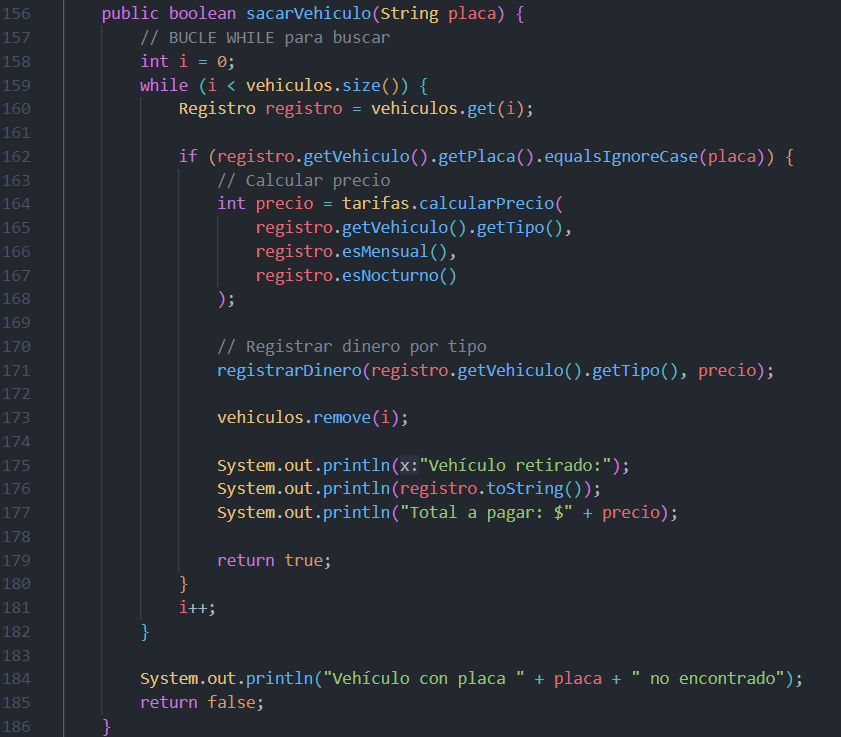 156 public boolean sacarVehiculo(String placa) {
157 // BUCLE WHILE para buscar
158 int i = 0;
159 while (i < vehiculos.size()) {
160 Registro registro = vehiculos.get(i);
161
162 if (registro.getVehiculo().getPlaca().equalsIgnoreCase(placa)) {
163 // Calcular precio
164 int precio = tarifas.calcularPrecio(
165 registro.getVehiculo().getTipo(),
166 registro.esMensual(),
167 registro.esNocturno()
168 );
169
170 // Registrar dinero por tipo
171 registrarDinero(registro.getVehiculo().getTipo(), precio);
172
173 vehiculos.remove(i);
174
175 System.out.println(x:"Vehículo retirado:");
176 System.out.println(registro.toString());
177 System.out.println("Total a pagar: $" + precio);
178
179 return true;
180 }
181 i++;
182 }
183
184 System.out.println("Vehículo con placa " + placa + " no encontrado");
185 return false;
186 }